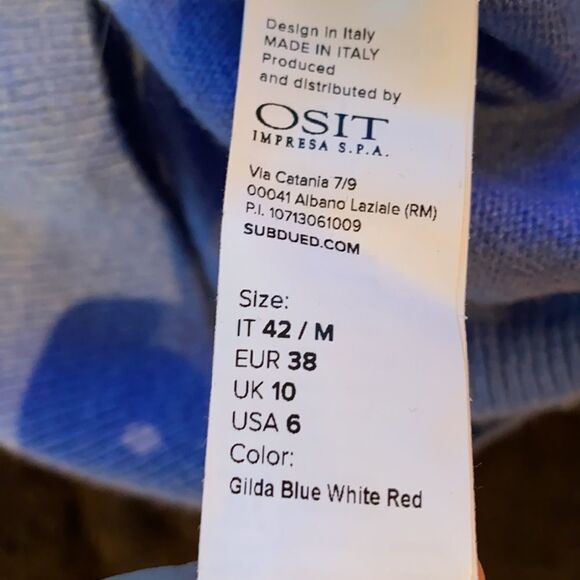 Design in Italy
MADE IN ITALY
Produced
and distributed by
OSIT
IMPRESA S.P.A.
Via Catania 7/9
00041 Albano Laziale (RM)
P.I. 10713061009
SUBDUED.COM
Size:
IT 42 / M
EUR 38
UK 10
USA 6
Color:
Gilda Blue White Red